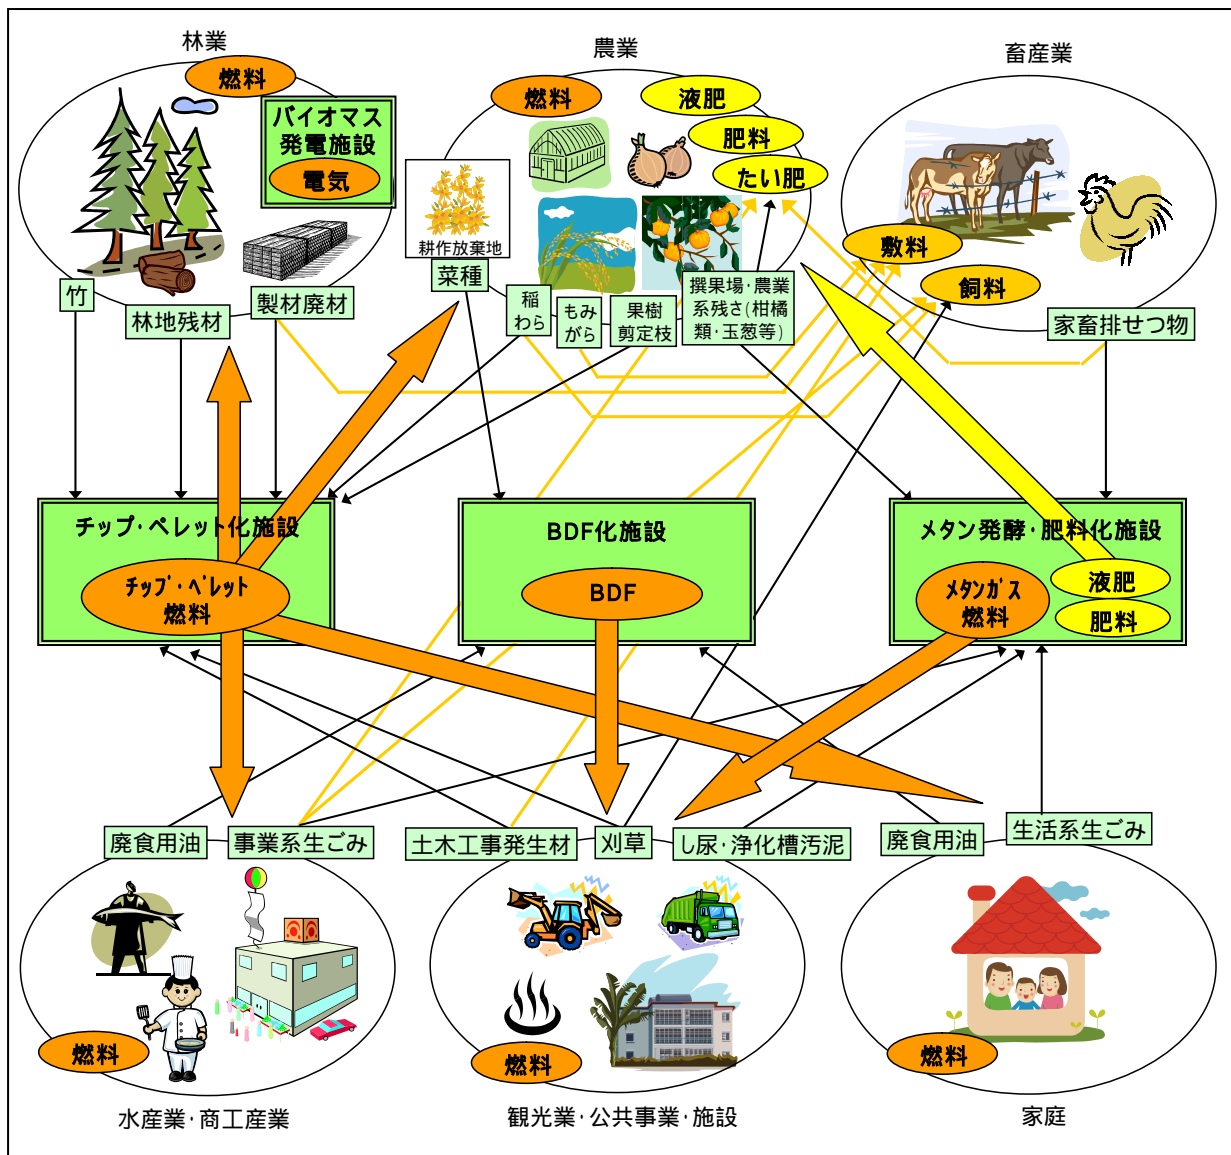 林業
農業
畜産業
燃料
バイオマス
発電施設
電気
燃料
液肥
肥料
たい肥
耕作放棄地
敷料
飼料
竹
林地残材
製材廃材
菜種
稲
わら
もみ
がら
果樹
剪定枝
撰果場・農業
系残さ(柑橘
類・玉葱等)
家畜排せつ物
チップ・ペレット化施設
チップ・ペレット
燃料
BDF化施設
BDF
メタン発酵・肥料化施設
メタンガス
燃料
液肥
肥料
廃食用油
事業系生ごみ
土木工事発生材
刈草
し尿・浄化槽汚泥
廃食用油
生活系生ごみ
燃料
燃料
燃料
水産業・商工産業
観光業・公共事業・施設
家庭